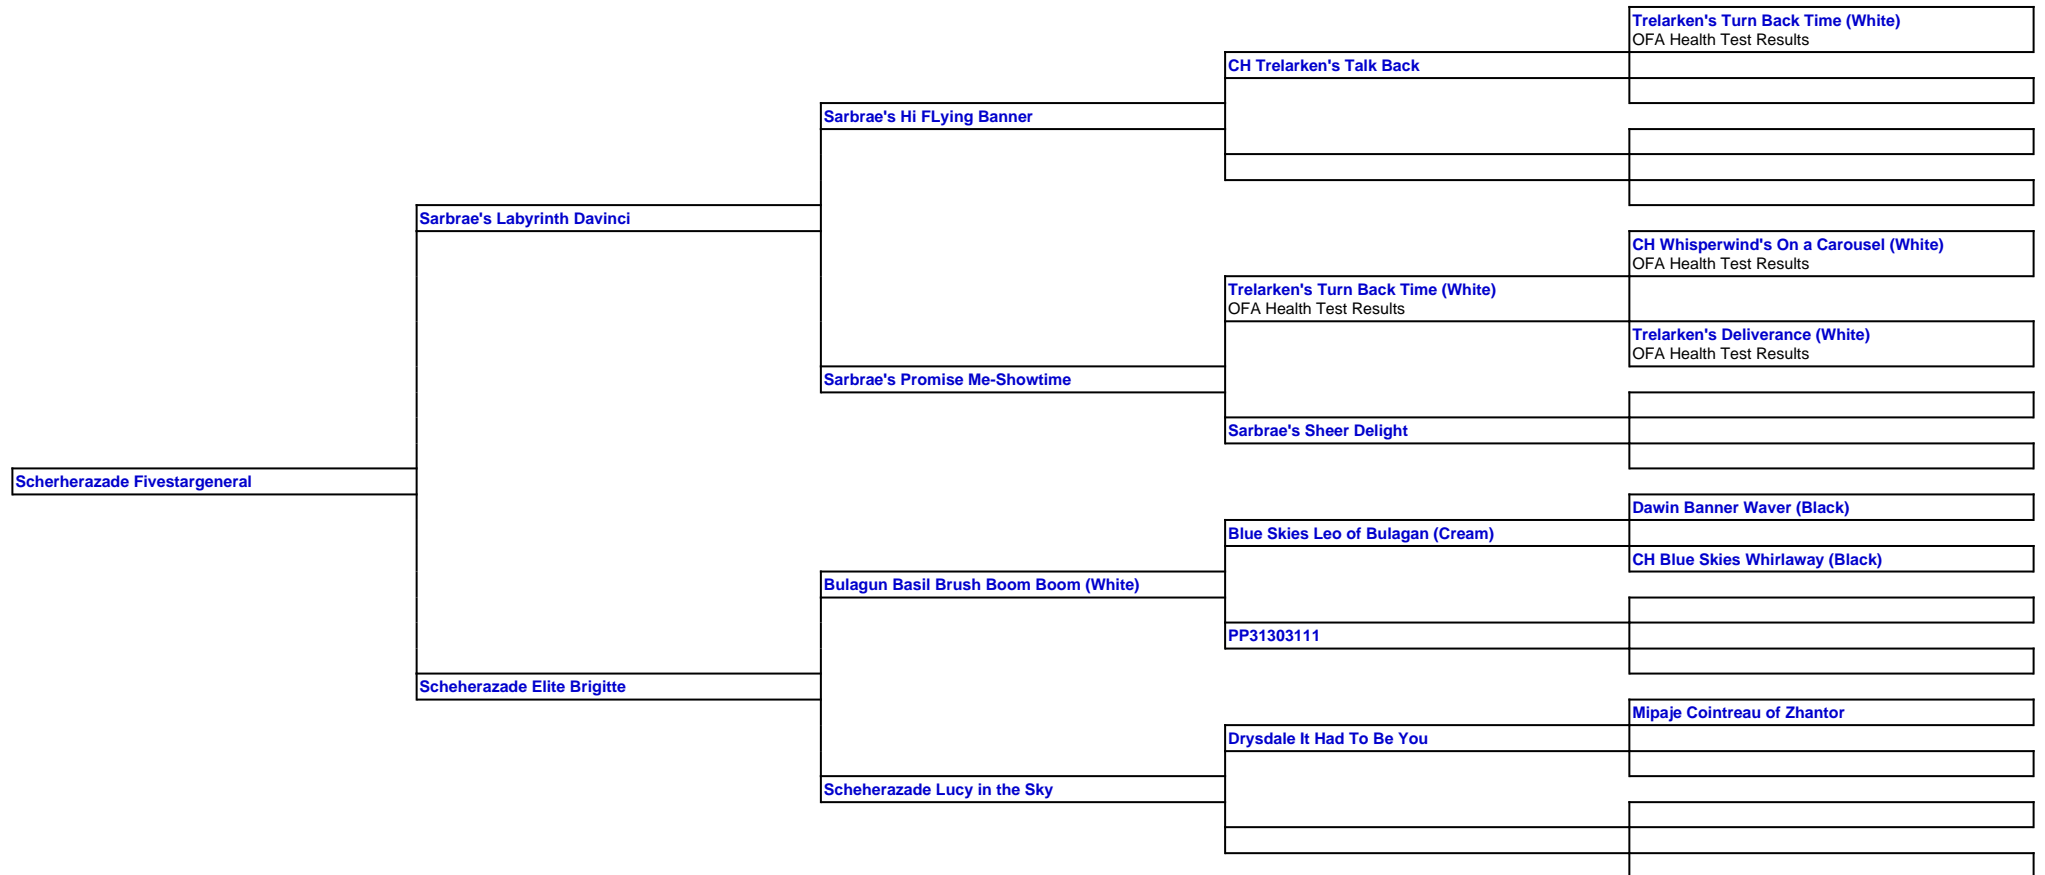 Trelarken's Turn Back Time (White)
OFA Health Test Results
CH Trelarken's Talk Back
Sarbrae's Hi FLying Banner
Sarbrae's Labyrinth Davinci
CH Whisperwind's On a Carousel (White)
OFA Health Test Results
Trelarken's Turn Back Time (White)
OFA Health Test Results
Trelarken's Deliverance (White)
OFA Health Test Results
Sarbrae's Promise Me-Showtime
Sarbrae's Sheer Delight
Scherherazade Fivestargeneral
Dawin Banner Waver (Black)
Blue Skies Leo of Bulagan (Cream)
CH Blue Skies Whirlaway (Black)
Bulagun Basil Brush Boom Boom (White)
PP31303111
Scheherazade Elite Brigitte
Mipaje Cointreau of Zhantor
Drysdale It Had To Be You
Scheherazade Lucy in the Sky